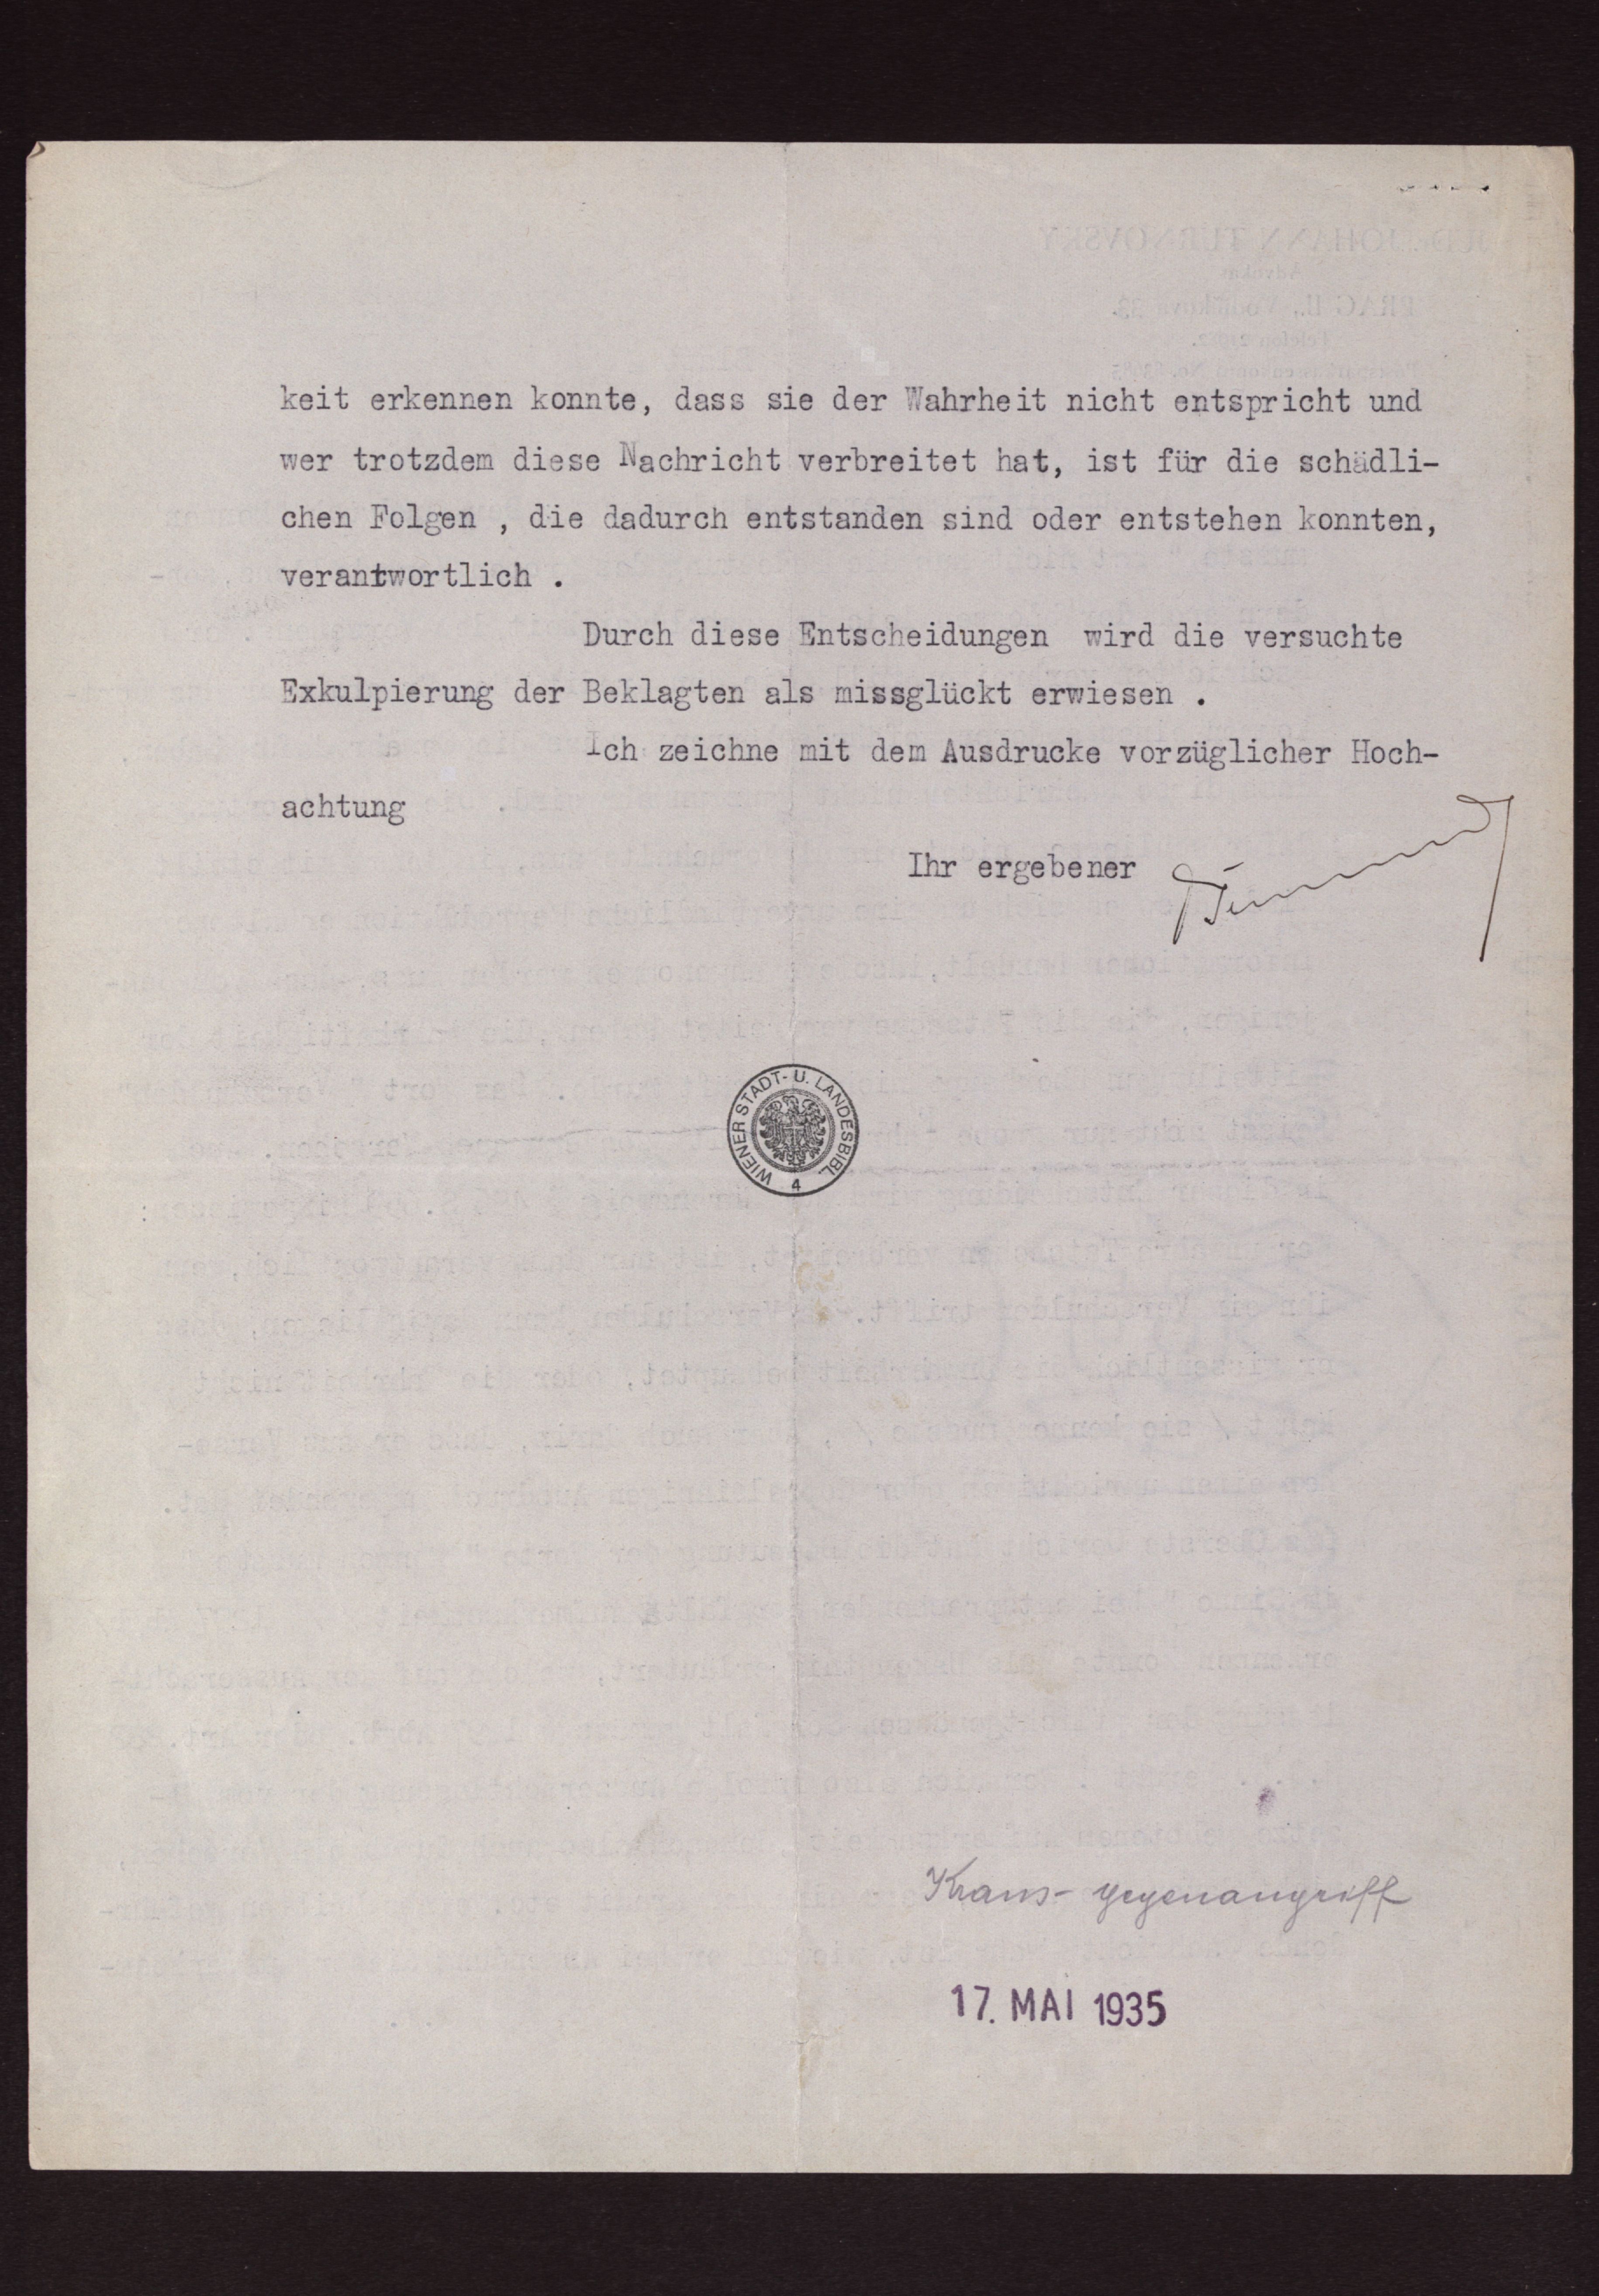 keit erkennen konnte, dass sie der Wahrheit nicht entspricht und
wer trotzdem diese Nachricht verbreitet hat, ist für die schädli-
chen Folgen , die dadurch entstanden sind oder entstehen konnten,
verantwortlich .
Durch diese Entscheidungen wird die versuchte
Exkulpierung der Beklagten als missglückt erwiesen .
Ich zeichne mit dem Ausdrucke vorzüglicher Hoch-
achtung
Ihr ergebener
WIENER STADT- U. LANDESBIBL.
4
Kraus- gegenangriff
17. MAI 1935